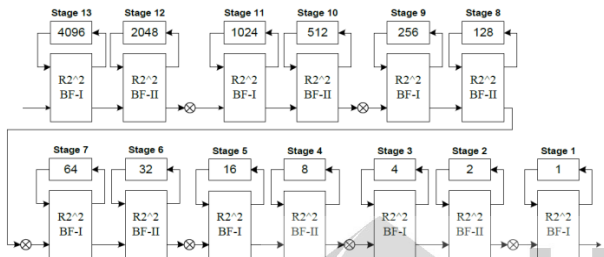 Stage 13 Stage 12 Stage 11 Stage 10 Stage 9 Stage 8
4096 2048 1024 512 256 128
R2^2 R2^2 R2^2 R2^2 R2^2 R2^2
BF-I BF-II BF-I BF-II BF-I BF-II
Stage 7 Stage 6 Stage 5 Stage 4 Stage 3 Stage 2 Stage 1
64 32 16 8 4 2 1
R2^2 R2^2 R2^2 R2^2 R2^2 R2^2 R2^2
BF-I BF-II BF-I BF-II BF-I BF-II BF-I